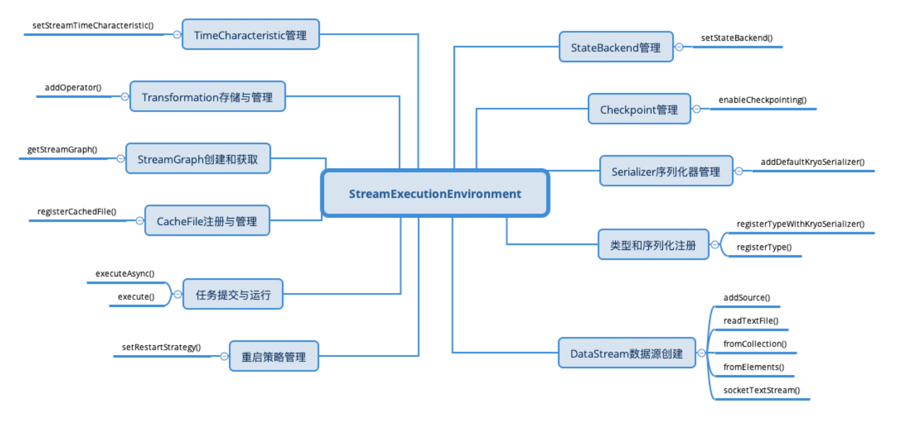 setStreamTimeCharacteristic()
TimeCharacteristic管理
addOperator()
Transformation存储与管理
getStreamGraph()
StreamGraph创建和获取
registerCachedFile()
CacheFile注册与管理
executeAsync()
execute()
任务提交与运行
setRestartStrategy()
重启策略管理
StreamExecutionEnvironment
StateBackend管理
setStateBackend()
Checkpoint管理
enableCheckpointing()
Serializer序列化器管理
addDefaultKryoSerializer()
类型和序列化注册
registerTypeWithKryoSerializer()
registerType()
DataStream数据源创建
addSource()
readTextFile()
fromCollection()
fromElements()
socketTextStream()